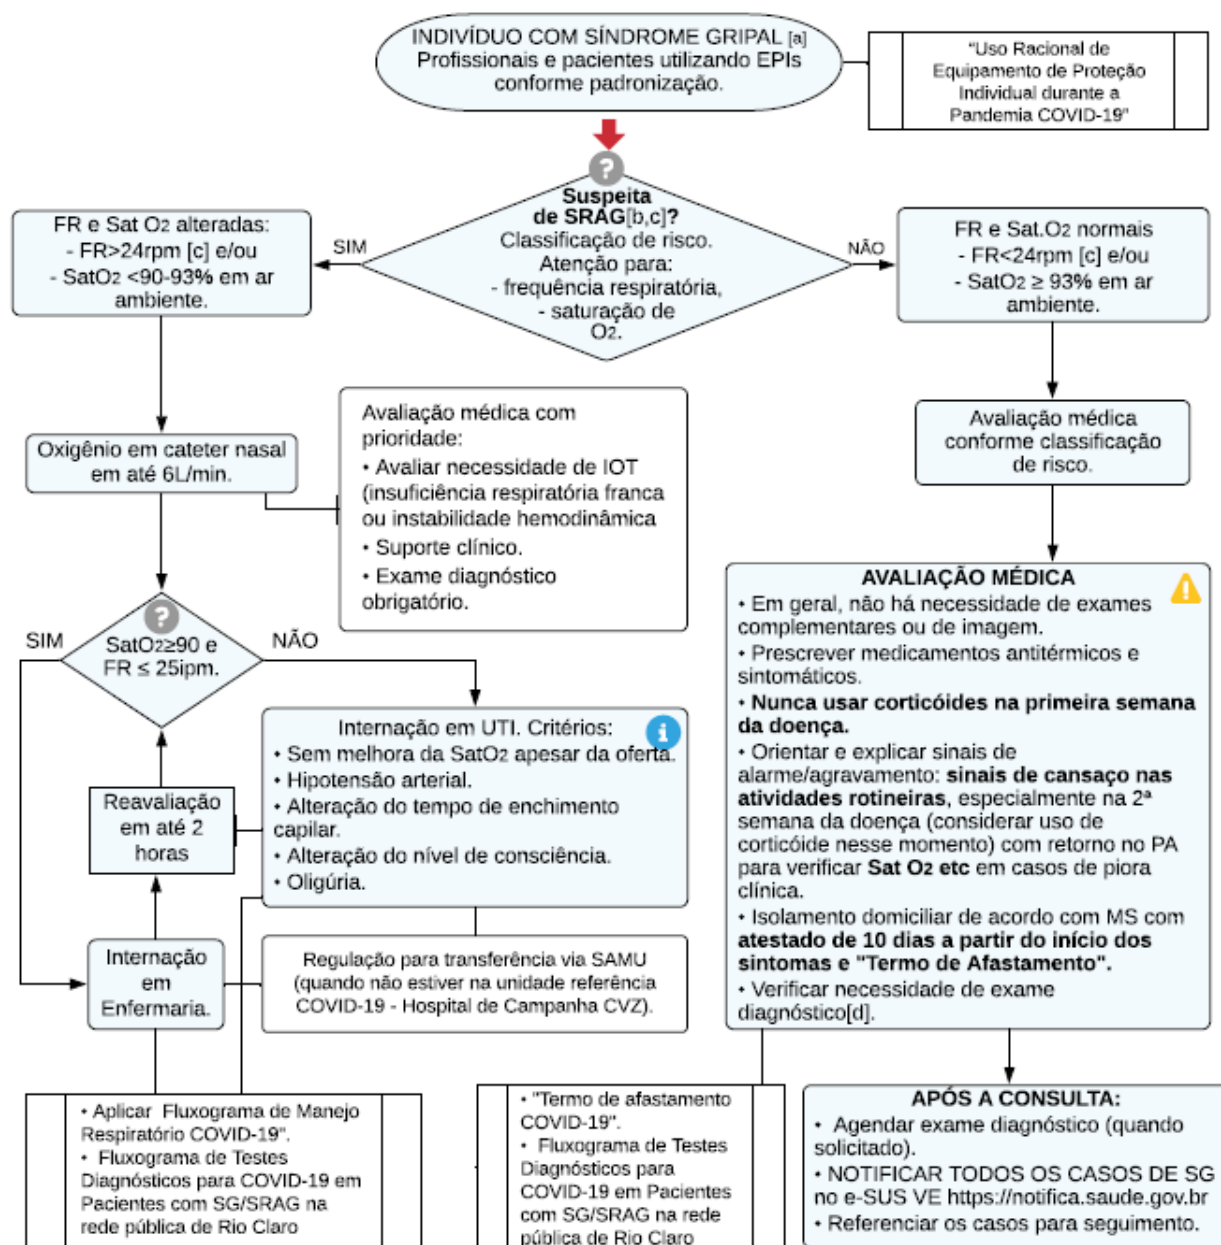 INDIVÍDUO COM SÍNDROME GRIPAL [a]
Profissionais e pacientes utilizando EPIs
conforme padronização.
“Uso Racional de
Equipamento de Proteção
Individual durante a
Pandemia COVID-19”
?
Suspeita
de SRAG[b,c]?
Classificação de risco.
Atenção para:
- frequência respiratória,
- saturação de
O2.
SIM
NÃO
FR e Sat O2 alteradas:
- FR>24rpm [c] e/ou
- SatO2 <90-93% em ar
ambiente.
FR e Sat.O2 normais
- FR<24rpm [c] e/ou
- SatO2 ≥ 93% em ar
ambiente.
Oxigênio em cateter nasal
em até 6L/min.
Avaliação médica com
prioridade:
• Avaliar necessidade de IOT
(insuficiência respiratória franca
ou instabilidade hemodinâmica
• Suporte clínico.
• Exame diagnóstico
obrigatório.
Avaliação médica
conforme classificação
de risco.
?
SatO2≥90 e
FR ≤ 25ipm.
SIM
NÃO
Internação em UTI. Critérios:
i
• Sem melhora da SatO2 apesar da oferta.
• Hipotensão arterial.
• Alteração do tempo de enchimento
capilar.
• Alteração do nível de consciência.
• Oligúria.
Reavaliação
em até 2
horas
Internação
em
Enfermaria.
Regulação para transferência via SAMU
(quando não estiver na unidade referência
COVID-19 - Hospital de Campanha CVZ).
AVALIAÇÃO MÉDICA
• Em geral, não há necessidade de exames
complementares ou de imagem.
• Prescrever medicamentos antitérmicos e
sintomáticos.
• Nunca usar corticóides na primeira semana
da doença.
• Orientar e explicar sinais de
alarme/agravamento: sinais de cansaço nas
atividades rotineiras, especialmente na 2ª
semana da doença (considerar uso de
corticóide nesse momento) com retorno no PA
para verificar Sat O2 etc em casos de piora
clínica.
• Isolamento domiciliar de acordo com MS com
atestado de 10 dias a partir do início dos
sintomas e "Termo de Afastamento".
• Verificar necessidade de exame
diagnóstico[d].
• Aplicar Fluxograma de Manejo
Respiratório COVID-19".
• Fluxograma de Testes
Diagnósticos para COVID-19 em
Pacientes com SG/SRAG na
rede pública de Rio Claro
• "Termo de afastamento
COVID-19".
• Fluxograma de Testes
Diagnósticos para
COVID-19 em Pacientes
com SG/SRAG na rede
pública de Rio Claro
APÓS A CONSULTA:
• Agendar exame diagnóstico (quando
solicitado).
• NOTIFICAR TODOS OS CASOS DE SG
no e-SUS VE https://notifica.saude.gov.br
• Referenciar os casos para seguimento.